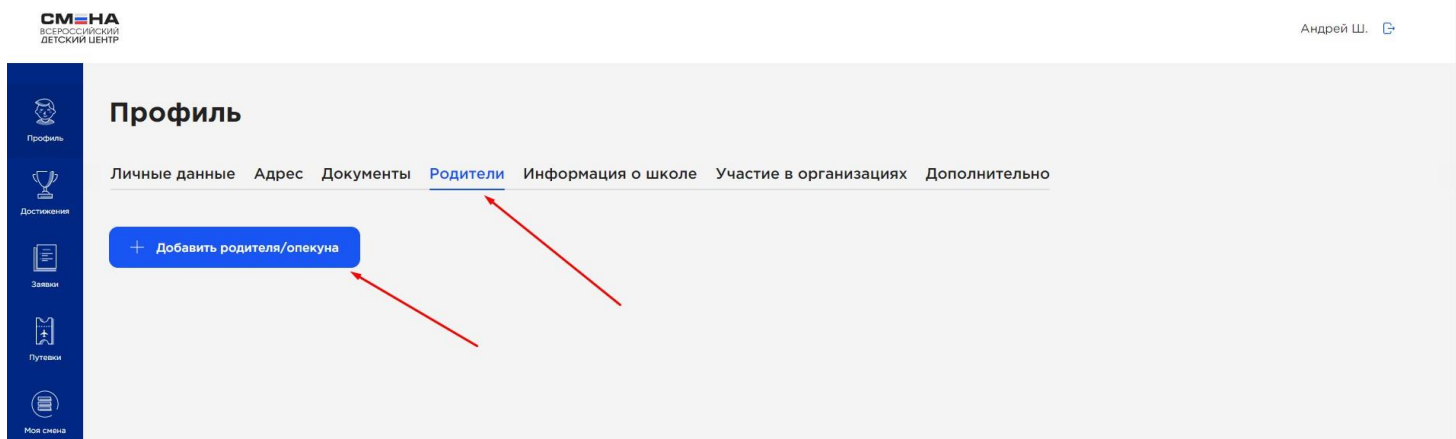 СМЕНА
ВСЕРОССИЙСКИЙ
ДЕТСКИЙ ЦЕНТР
Андрей Ш.
Профиль
Профиль
Личные данные Адрес Документы Родители Информация о школе Участие в организациях Дополнительно
Достижения
+ Добавить родителя/опекуна
Заявки
Путевки
Моя смена